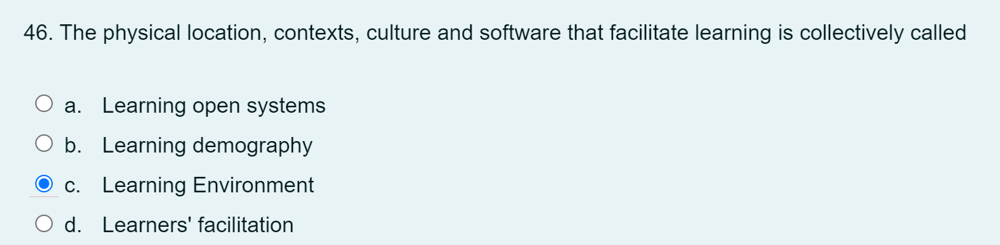 46. The physical location, contexts, culture and software that facilitate learning is collectively called
a. Learning open systems
b. Learning demography
c. Learning Environment
d. Learners' facilitation